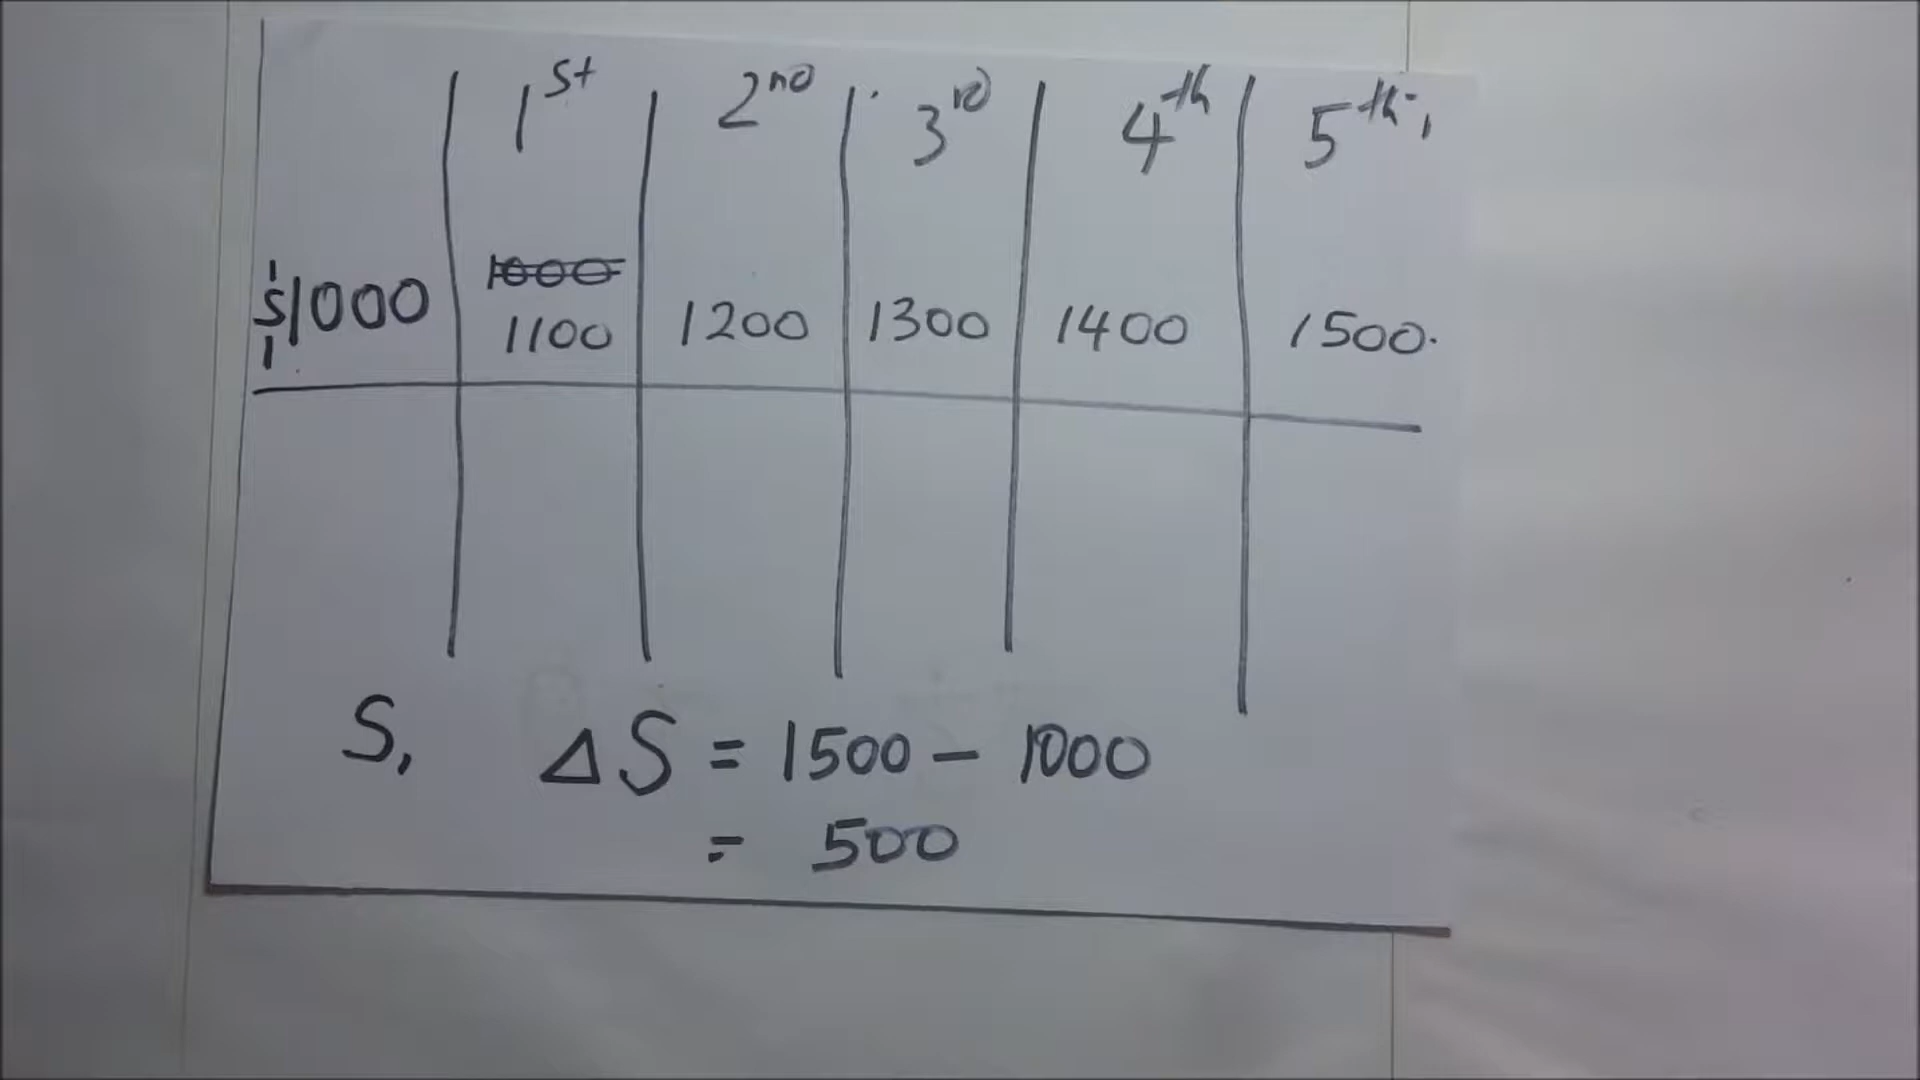 1st 2nd 3rd 4th 5th
$1000 1000 1100 1200 1300 1400 1500.
S, ΔS = 1500 - 1000
= 500